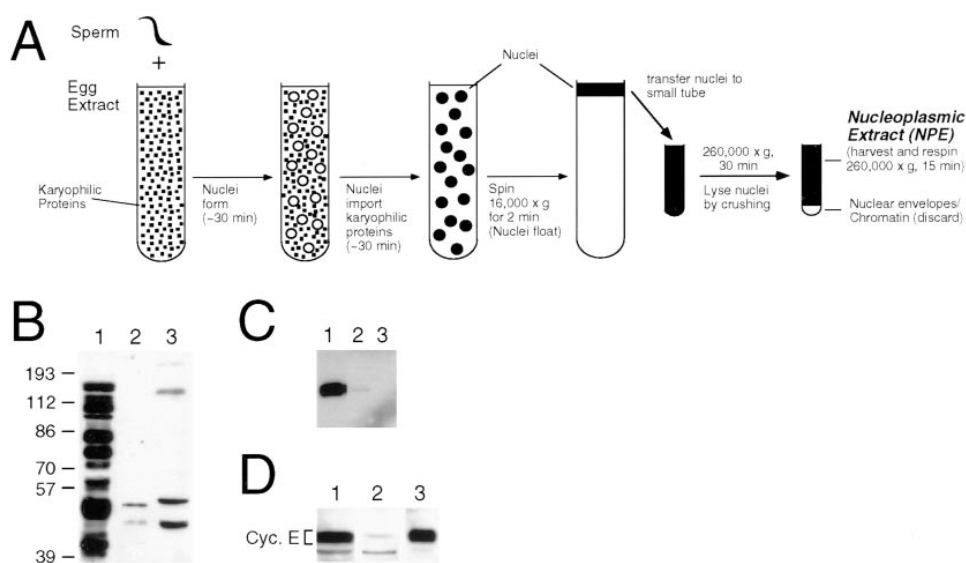 A
Sperm
+
Egg
Extract
Karyophilic
Proteins
Nuclei
form
(~30 min)
Nuclei
import
karyophilic
proteins
(~30 min)
Nuclei
Spin
16,000 x g
for 2 min
(Nuclei float)
transfer nuclei to
small tube
260,000 x g,
30 min
Lyse nuclei
by crushing
Nucleoplasmic
Extract (NPE)
(harvest and respin
260,000 x g, 15 min)
Nuclear envelopes/
Chromatin (discard)
B
1 2 3
193
112
86
70
57
39
C
1 2 3
D
1 2 3
Cyc. E